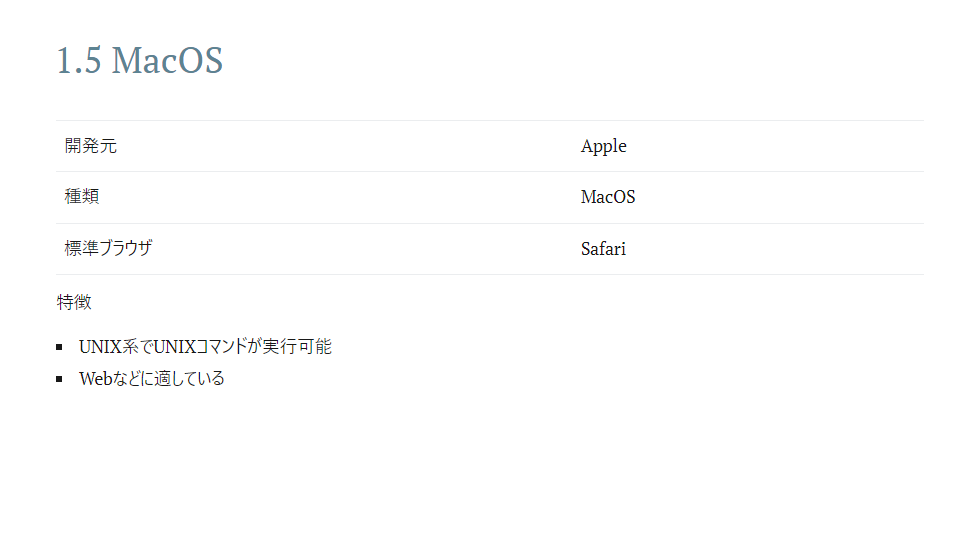 1.5 MacOS
開発元 Apple
種類 MacOS
標準ブラウザ Safari
特徴
UNIX系でUNIXコマンドが実行可能
Webなどに適している